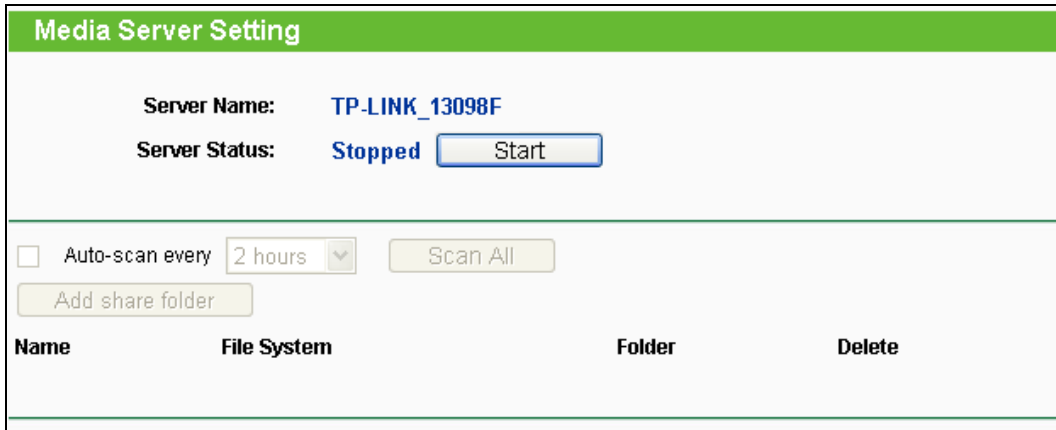 Media Server Setting
Server Name: TP-LINK_13098F
Server Status: Stopped Start
Auto-scan every 2 hours Scan All
Add share folder
Name File System Folder Delete